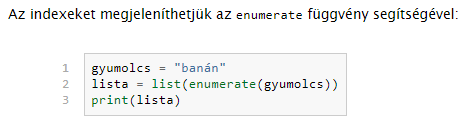 Az indexeket megjeleníthetjük az enumerate függvény segítségével:
1 gyumolcs = "banán"
2 lista = list(enumerate(gyumolcs))
3 print(lista)